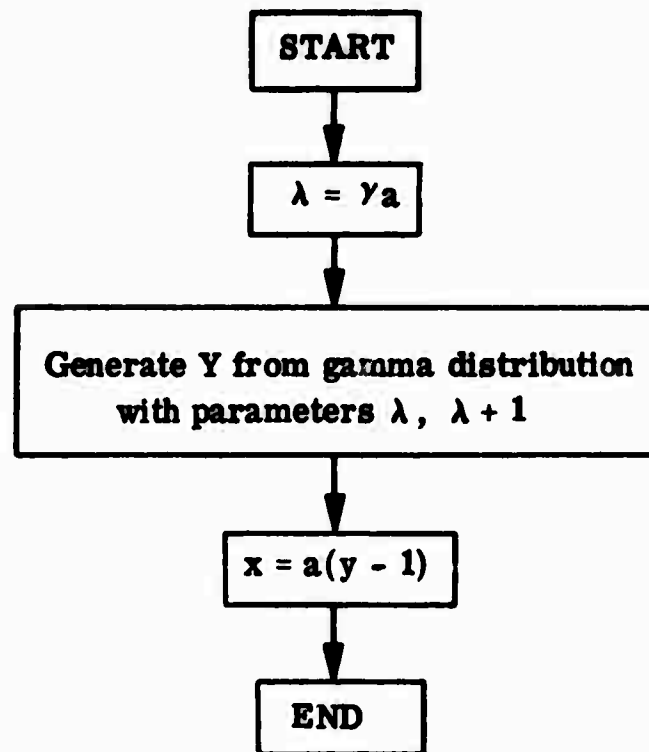 START
λ = γa
Generate Y from gamma distribution
with parameters λ, λ + 1
x = a(y - 1)
END